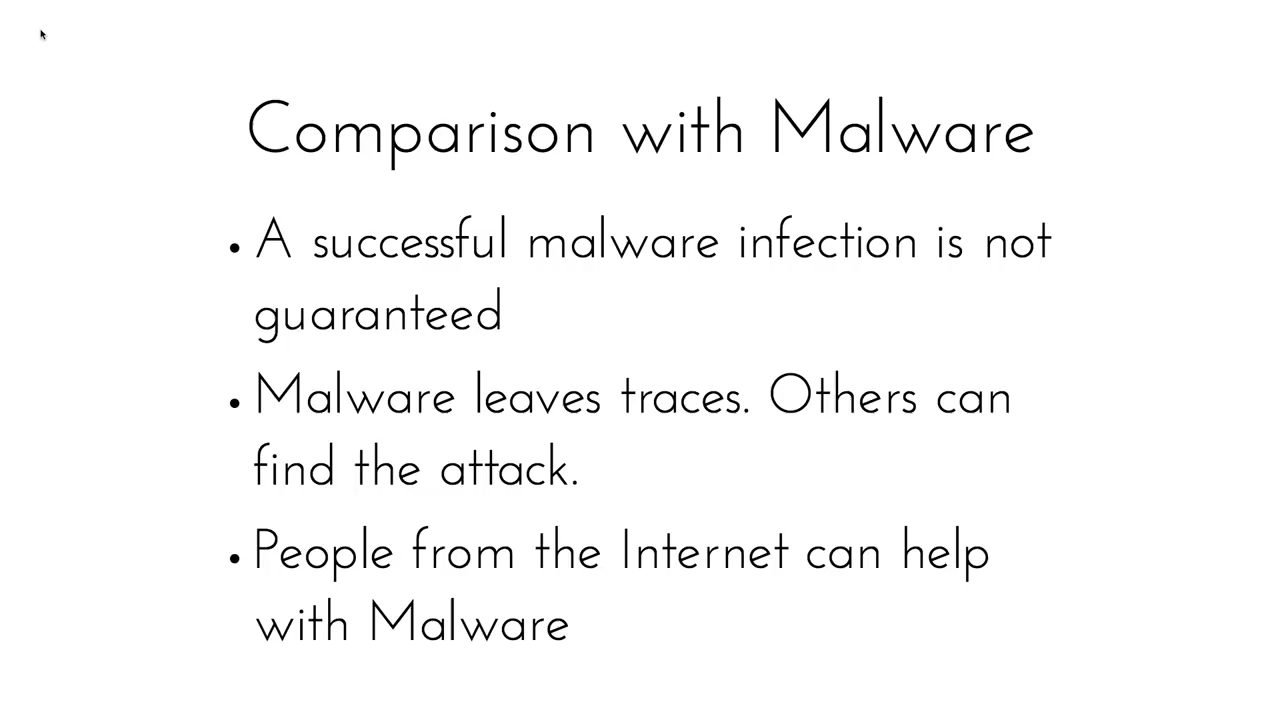 Comparison with Malware
• A successful malware infection is not
guaranteed
• Malware leaves traces. Others can
find the attack.
• People from the Internet can help
with Malware